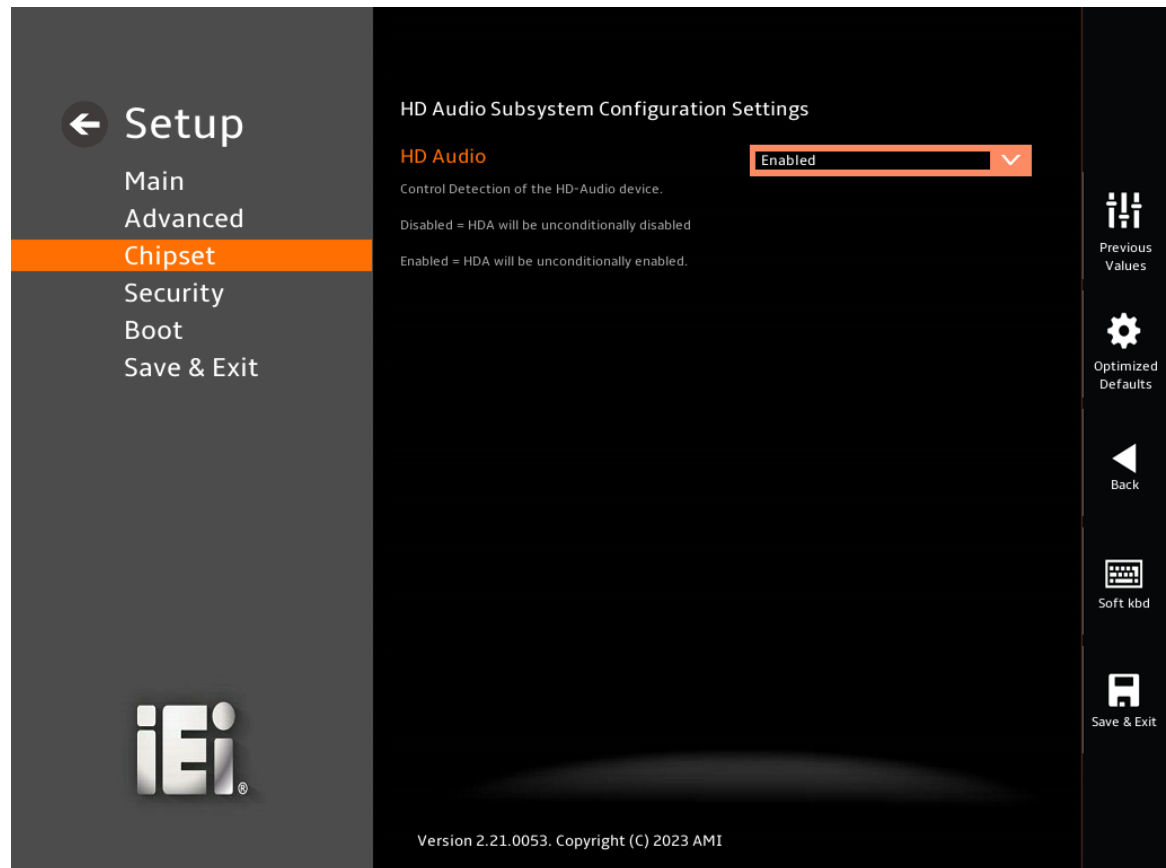 Setup
Main
Advanced
Chipset
Security
Boot
Save & Exit
iEi®
HD Audio Subsystem Configuration Settings
HD Audio
Enabled
Control Detection of the HD-Audio device.
Disabled = HDA will be unconditionally disabled
Enabled = HDA will be unconditionally enabled.
Version 2.21.0053. Copyright (C) 2023 AMI
Previous
Values
Optimized
Defaults
Back
Soft kbd
Save & Exit